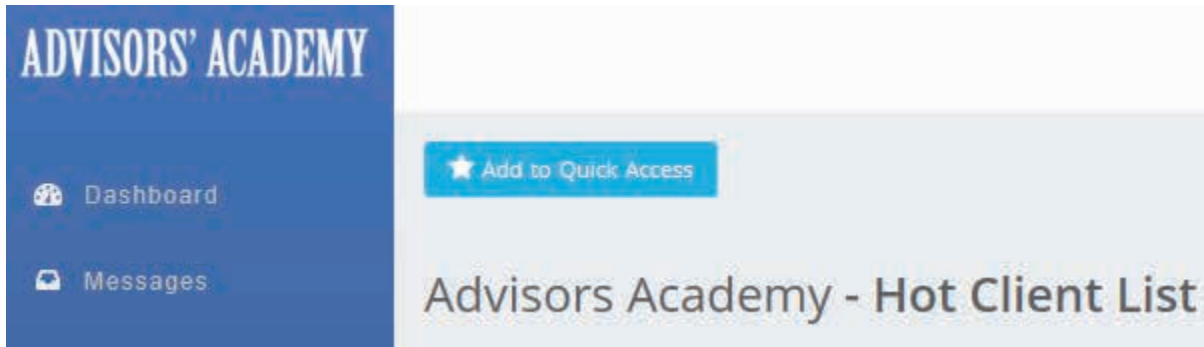 ADVISORS' ACADEMY
Add to Quick Access
Dashboard
Messages
Advisors Academy - Hot Client List